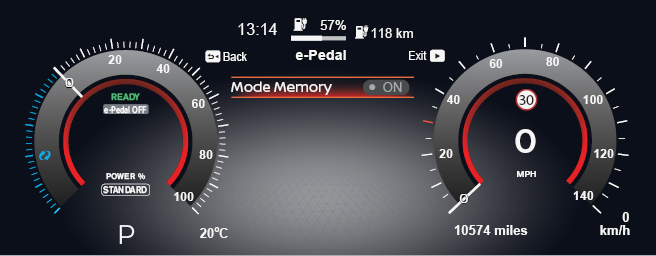 13:14 57% 118 km
Back e-Pedal Exit
Mode Memory ON
0 20 40 60 80 100
READY
e-Pedal OFF
POWER %
STANDARD
P 20°C
0 20 40 60 80 100 120 140
30
0
MPH
10574 miles
0
km/h